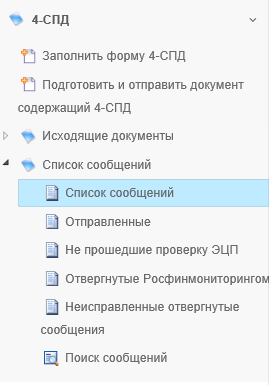 4-СПД
Заполнить форму 4-СПД
Подготовить и отправить документ
содержащий 4-СПД
Исходящие документы
Список сообщений
Список сообщений
Отправленные
Не прошедшие проверку ЭЦП
Отвергнутые Росфинмониторингом
Неисправленные отвергнутые
сообщения
Поиск сообщений